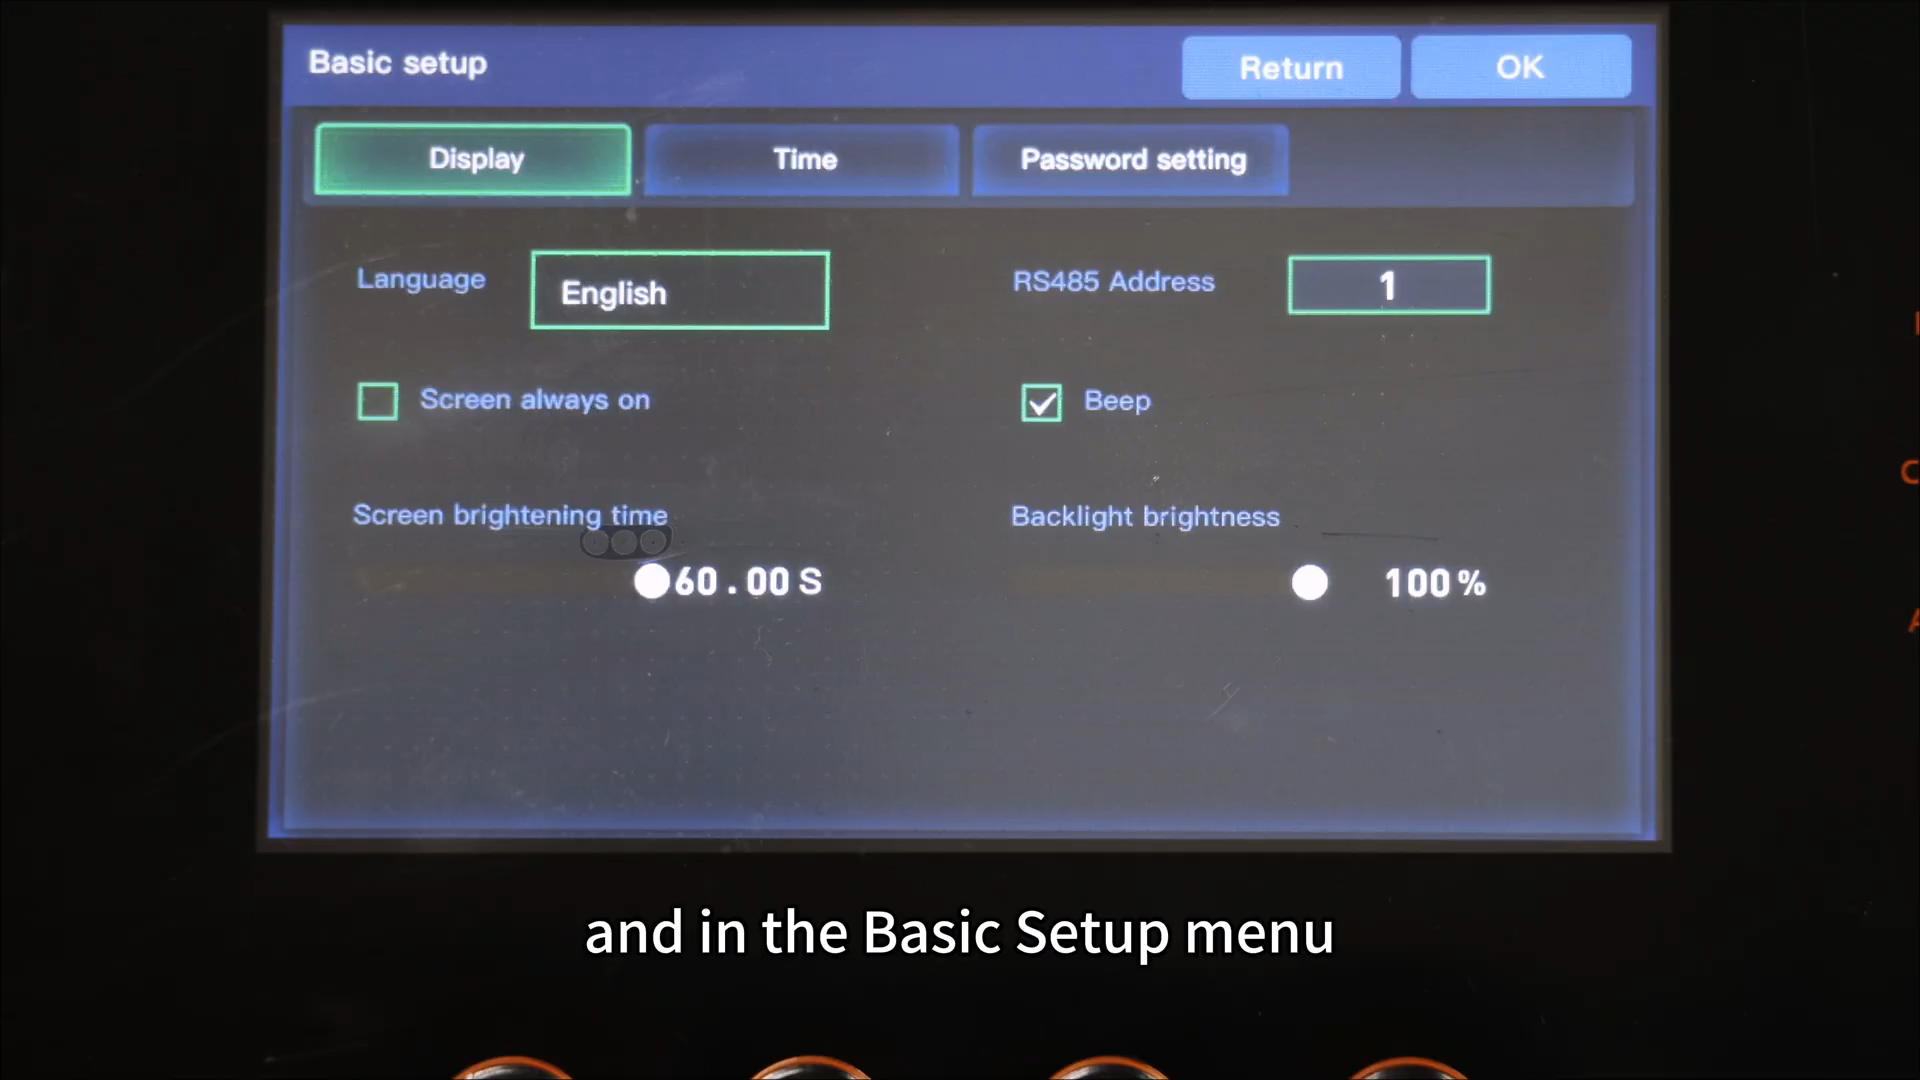 Basic setup
Return
OK
Display
Time
Password setting
Language
English
RS485 Address
1
Screen always on
Beep
Screen brightening time
Backlight brightness
60.00S
100%
and in the Basic Setup menu